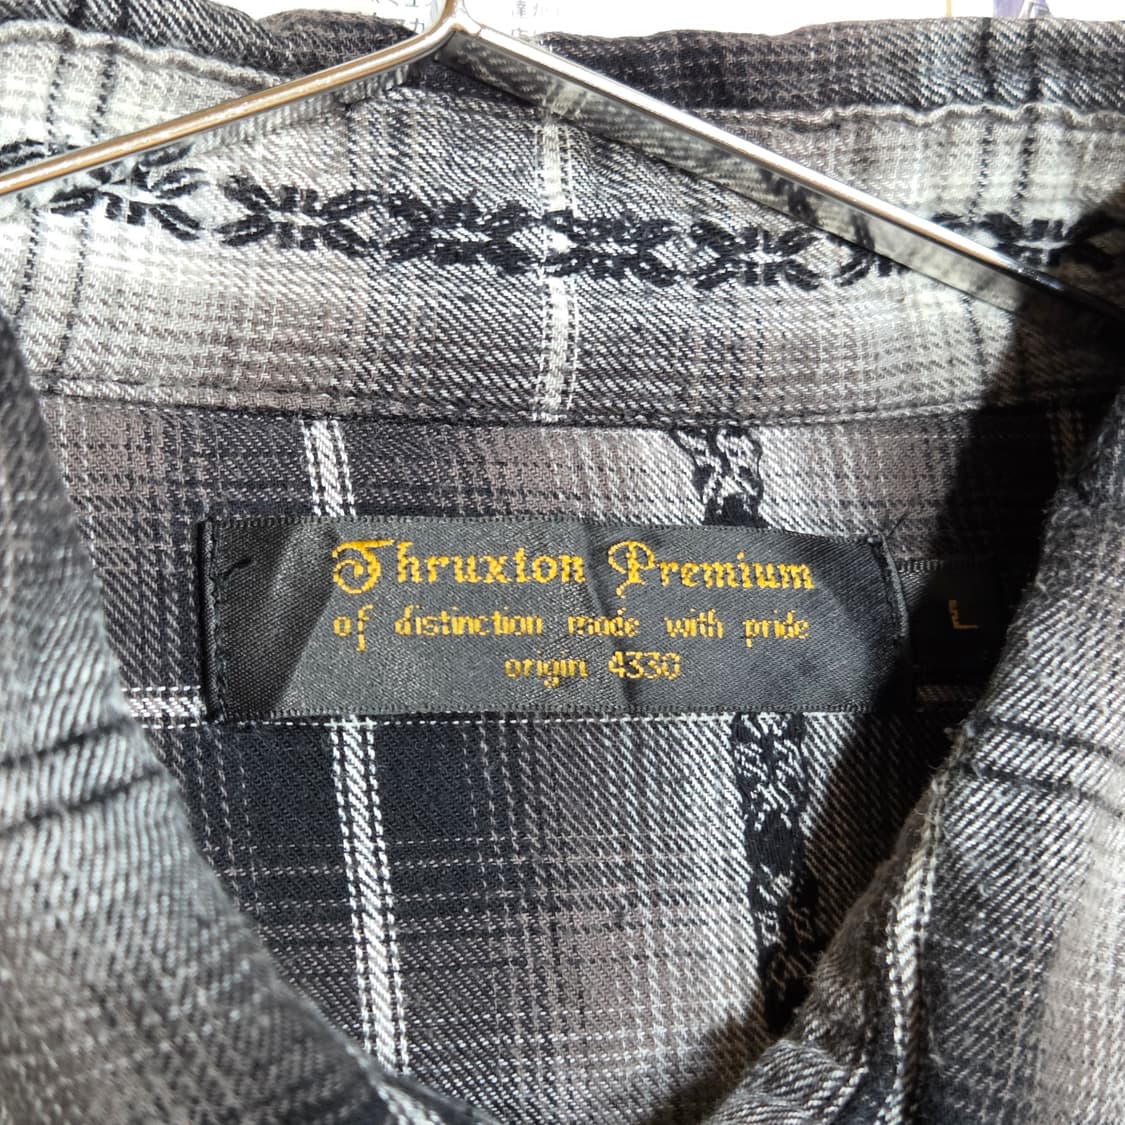 Thruxton Premium
of distinction made with pride
origin 4330
L